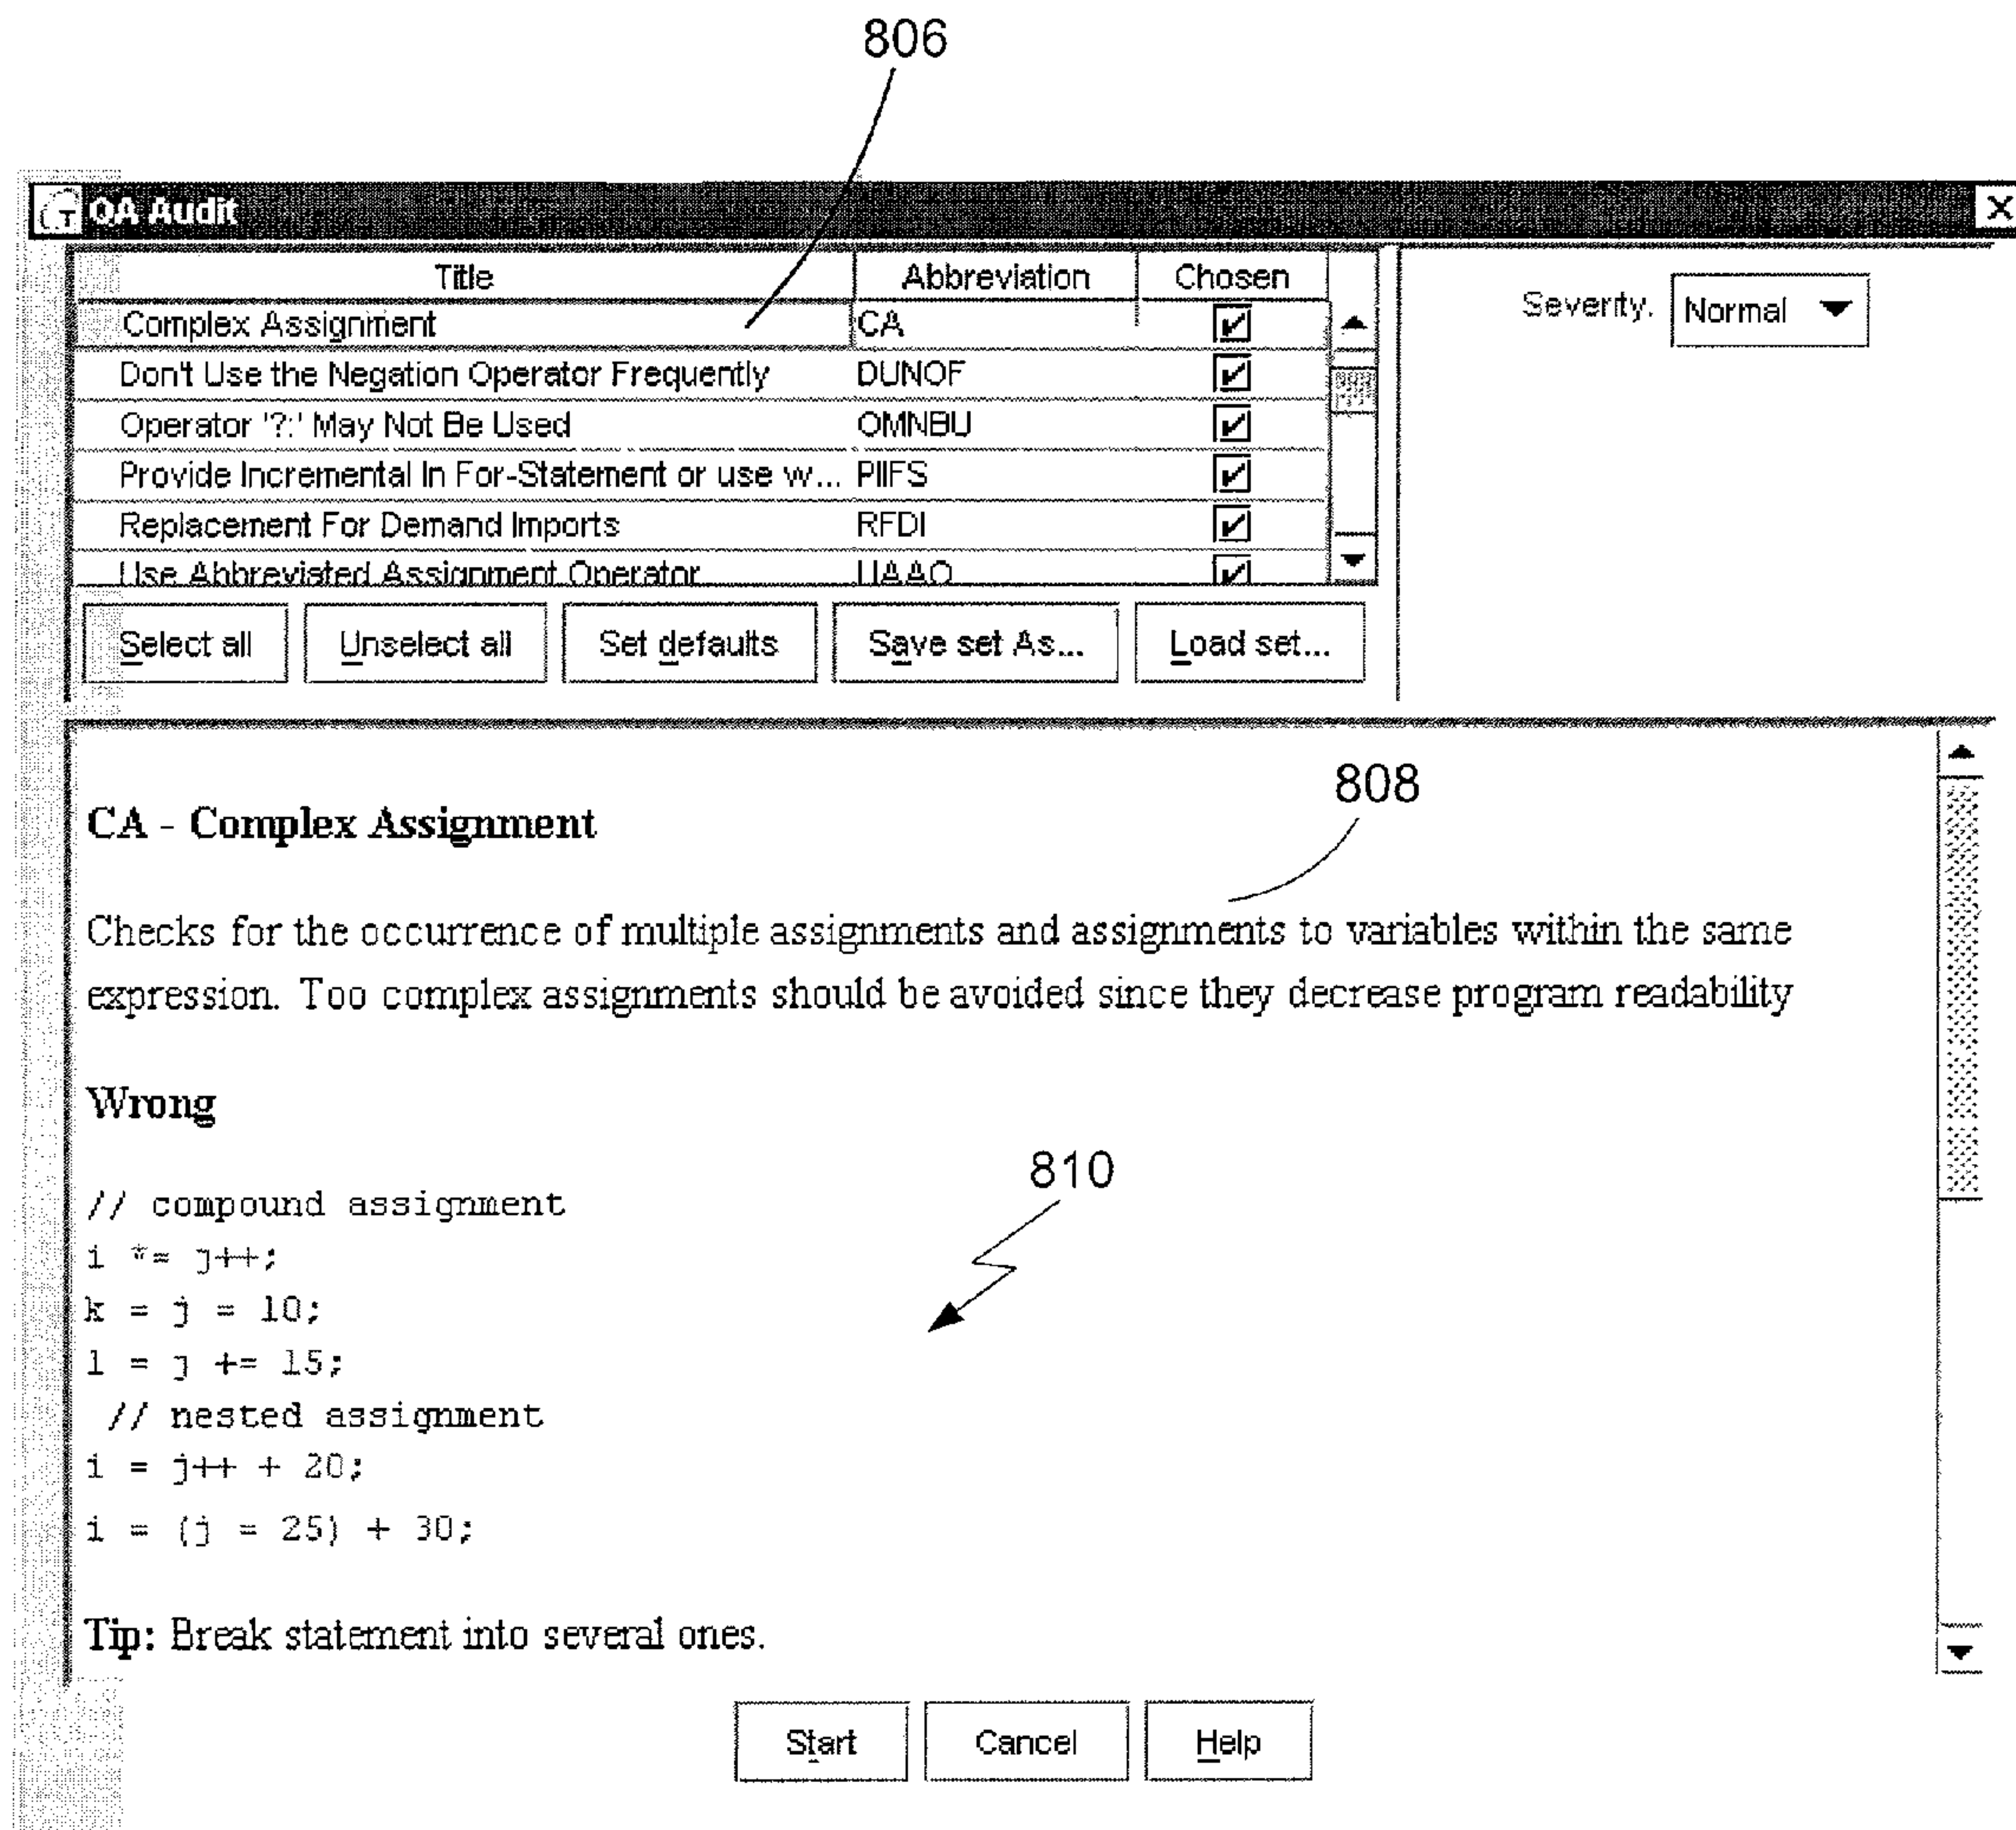 806
QA Audit
Title Abbreviation Chosen
Complex Assignment CA
Don't Use the Negation Operator Frequently DUNOF
Operator '?:' May Not Be Used OMNBU
Provide Incremental In For-Statement or use w... PIIFS
Replacement For Demand Imports RFDI
Use Abbreviated Assignment Operator UAAO
Severity. Normal
Select all Unselect all Set defaults Save set As... Load set...
808
CA - Complex Assignment
Checks for the occurrence of multiple assignments and assignments to variables within the same
expression. Too complex assignments should be avoided since they decrease program readability
Wrong
810
// compound assignment
i *= j++;
k = j = 10;
l = j += 15;
// nested assignment
i = j++ + 20;
i = (j = 25) + 30;
Tip: Break statement into several ones.
Start Cancel Help